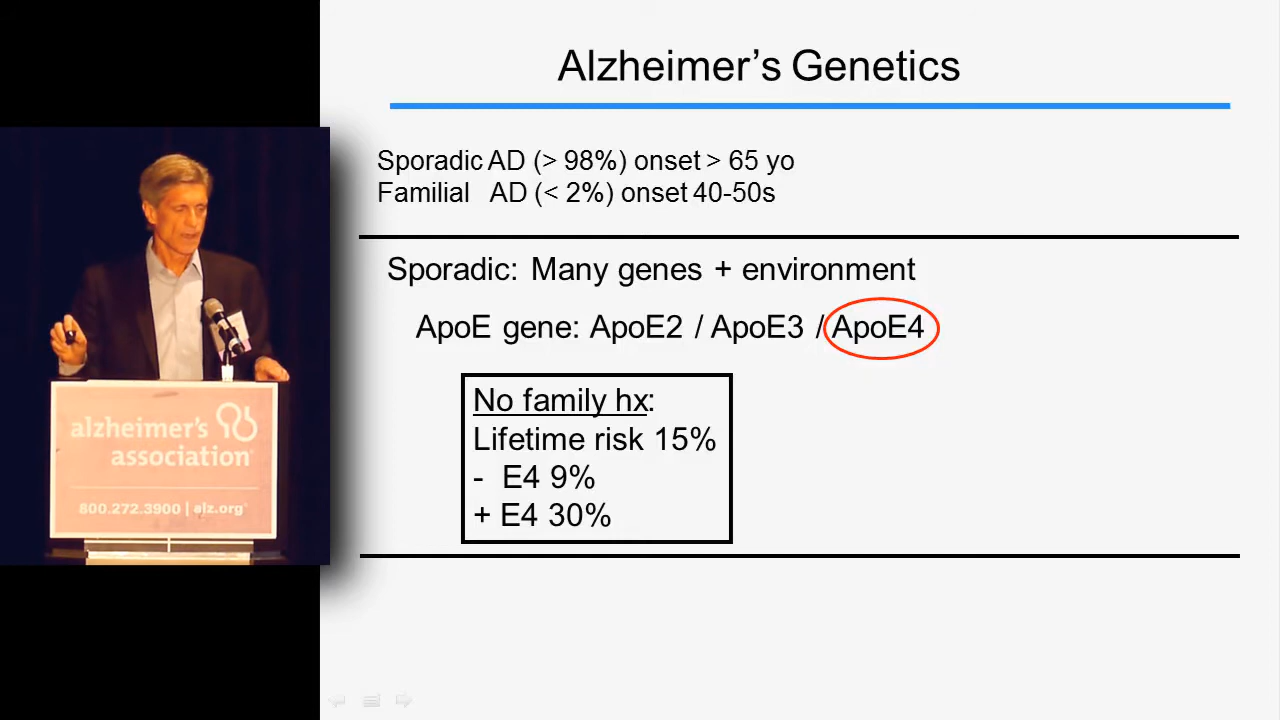 Alzheimer's Genetics
Sporadic AD (> 98%) onset > 65 yo
Familial AD (< 2%) onset 40-50s
Sporadic: Many genes + environment
ApoE gene: ApoE2 / ApoE3 / ApoE4
No family hx:
Lifetime risk 15%
- E4 9%
+ E4 30%
alzheimer's
association
800.272.3900 | alz.org